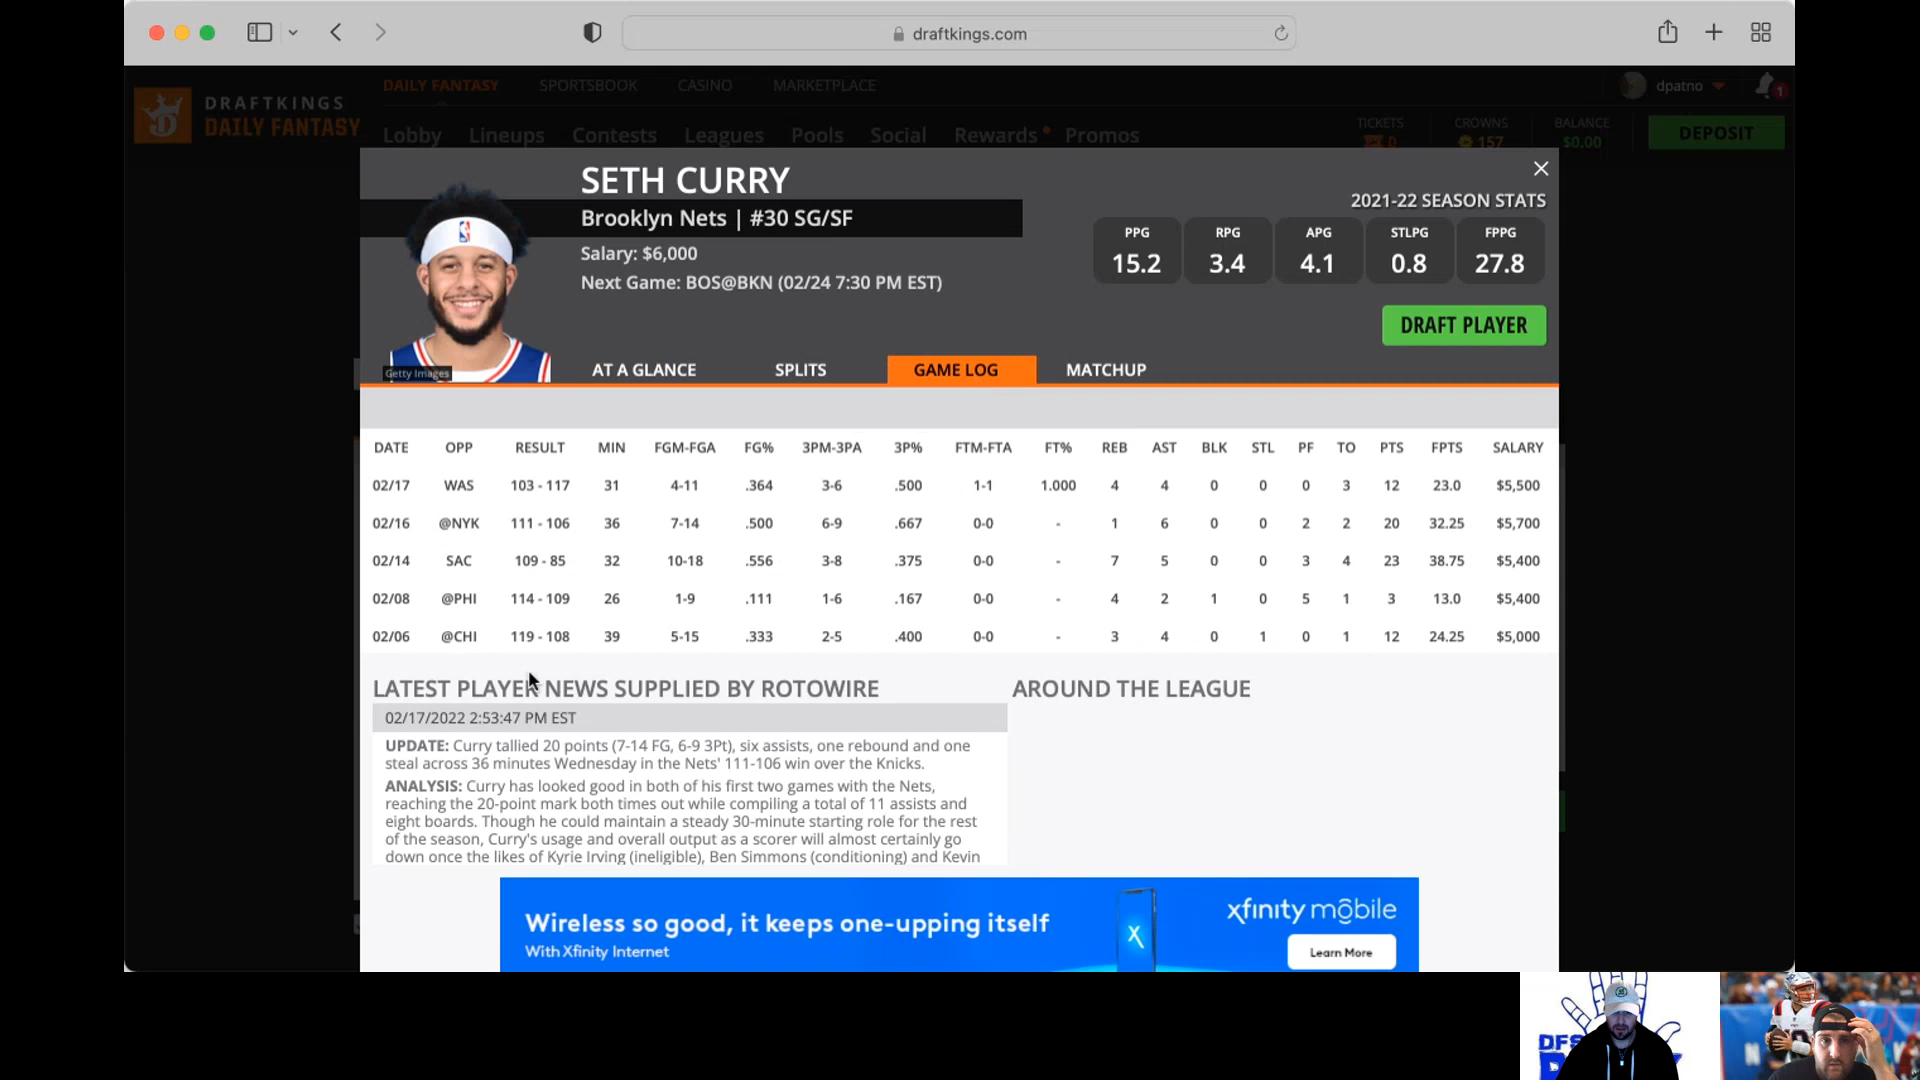 draftkings.com
DAILY FANTASY SPORTSBOOK CASINO MARKETPLACE
dpatno
1
DRAFTKINGS
DAILY FANTASY
Lobby Lineups Contests Leagues Pools Social Rewards Promos
TICKETS CROWNS BALANCE
0 157 $0.00
DEPOSIT
SETH CURRY
Brooklyn Nets | #30 SG/SF
Salary: $6,000
Next Game: BOS@BKN (02/24 7:30 PM EST)
2021-22 SEASON STATS
PPG RPG APG STLPG FPPG
15.2 3.4 4.1 0.8 27.8
DRAFT PLAYER
Getty Images
AT A GLANCE SPLITS GAME LOG MATCHUP
DATE OPP RESULT MIN FGM-FGA FG% 3PM-3PA 3P% FTM-FTA FT% REB AST BLK STL PF TO PTS FPTS SALARY
02/17 WAS 103 - 117 31 4-11 .364 3-6 .500 1-1 1.000 4 4 0 0 0 3 12 23.0 $5,500
02/16 @NYK 111 - 106 36 7-14 .500 6-9 .667 0-0 - 1 6 0 0 2 2 20 32.25 $5,700
02/14 SAC 109 - 85 32 10-18 .556 3-8 .375 0-0 - 7 5 0 0 3 4 23 38.75 $5,400
02/08 @PHI 114 - 109 26 1-9 .111 1-6 .167 0-0 - 4 2 1 0 5 1 3 13.0 $5,400
02/06 @CHI 119 - 108 39 5-15 .333 2-5 .400 0-0 - 3 4 0 1 0 1 12 24.25 $5,000
LATEST PLAYER NEWS SUPPLIED BY ROTOWIRE
02/17/2022 2:53:47 PM EST
UPDATE: Curry tallied 20 points (7-14 FG, 6-9 3Pt), six assists, one rebound and one
steal across 36 minutes Wednesday in the Nets' 111-106 win over the Knicks.
ANALYSIS: Curry has looked good in both of his first two games with the Nets,
reaching the 20-point mark both times out while compiling a total of 11 assists and
eight boards. Though he could maintain a steady 30-minute starting role for the rest
of the season, Curry's usage and overall output as a scorer will almost certainly go
down once the likes of Kyrie Irving (ineligible), Ben Simmons (conditioning) and Kevin
AROUND THE LEAGUE
Wireless so good, it keeps one-upping itself
With Xfinity Internet
X
xfinity mobile
Learn More
DFS